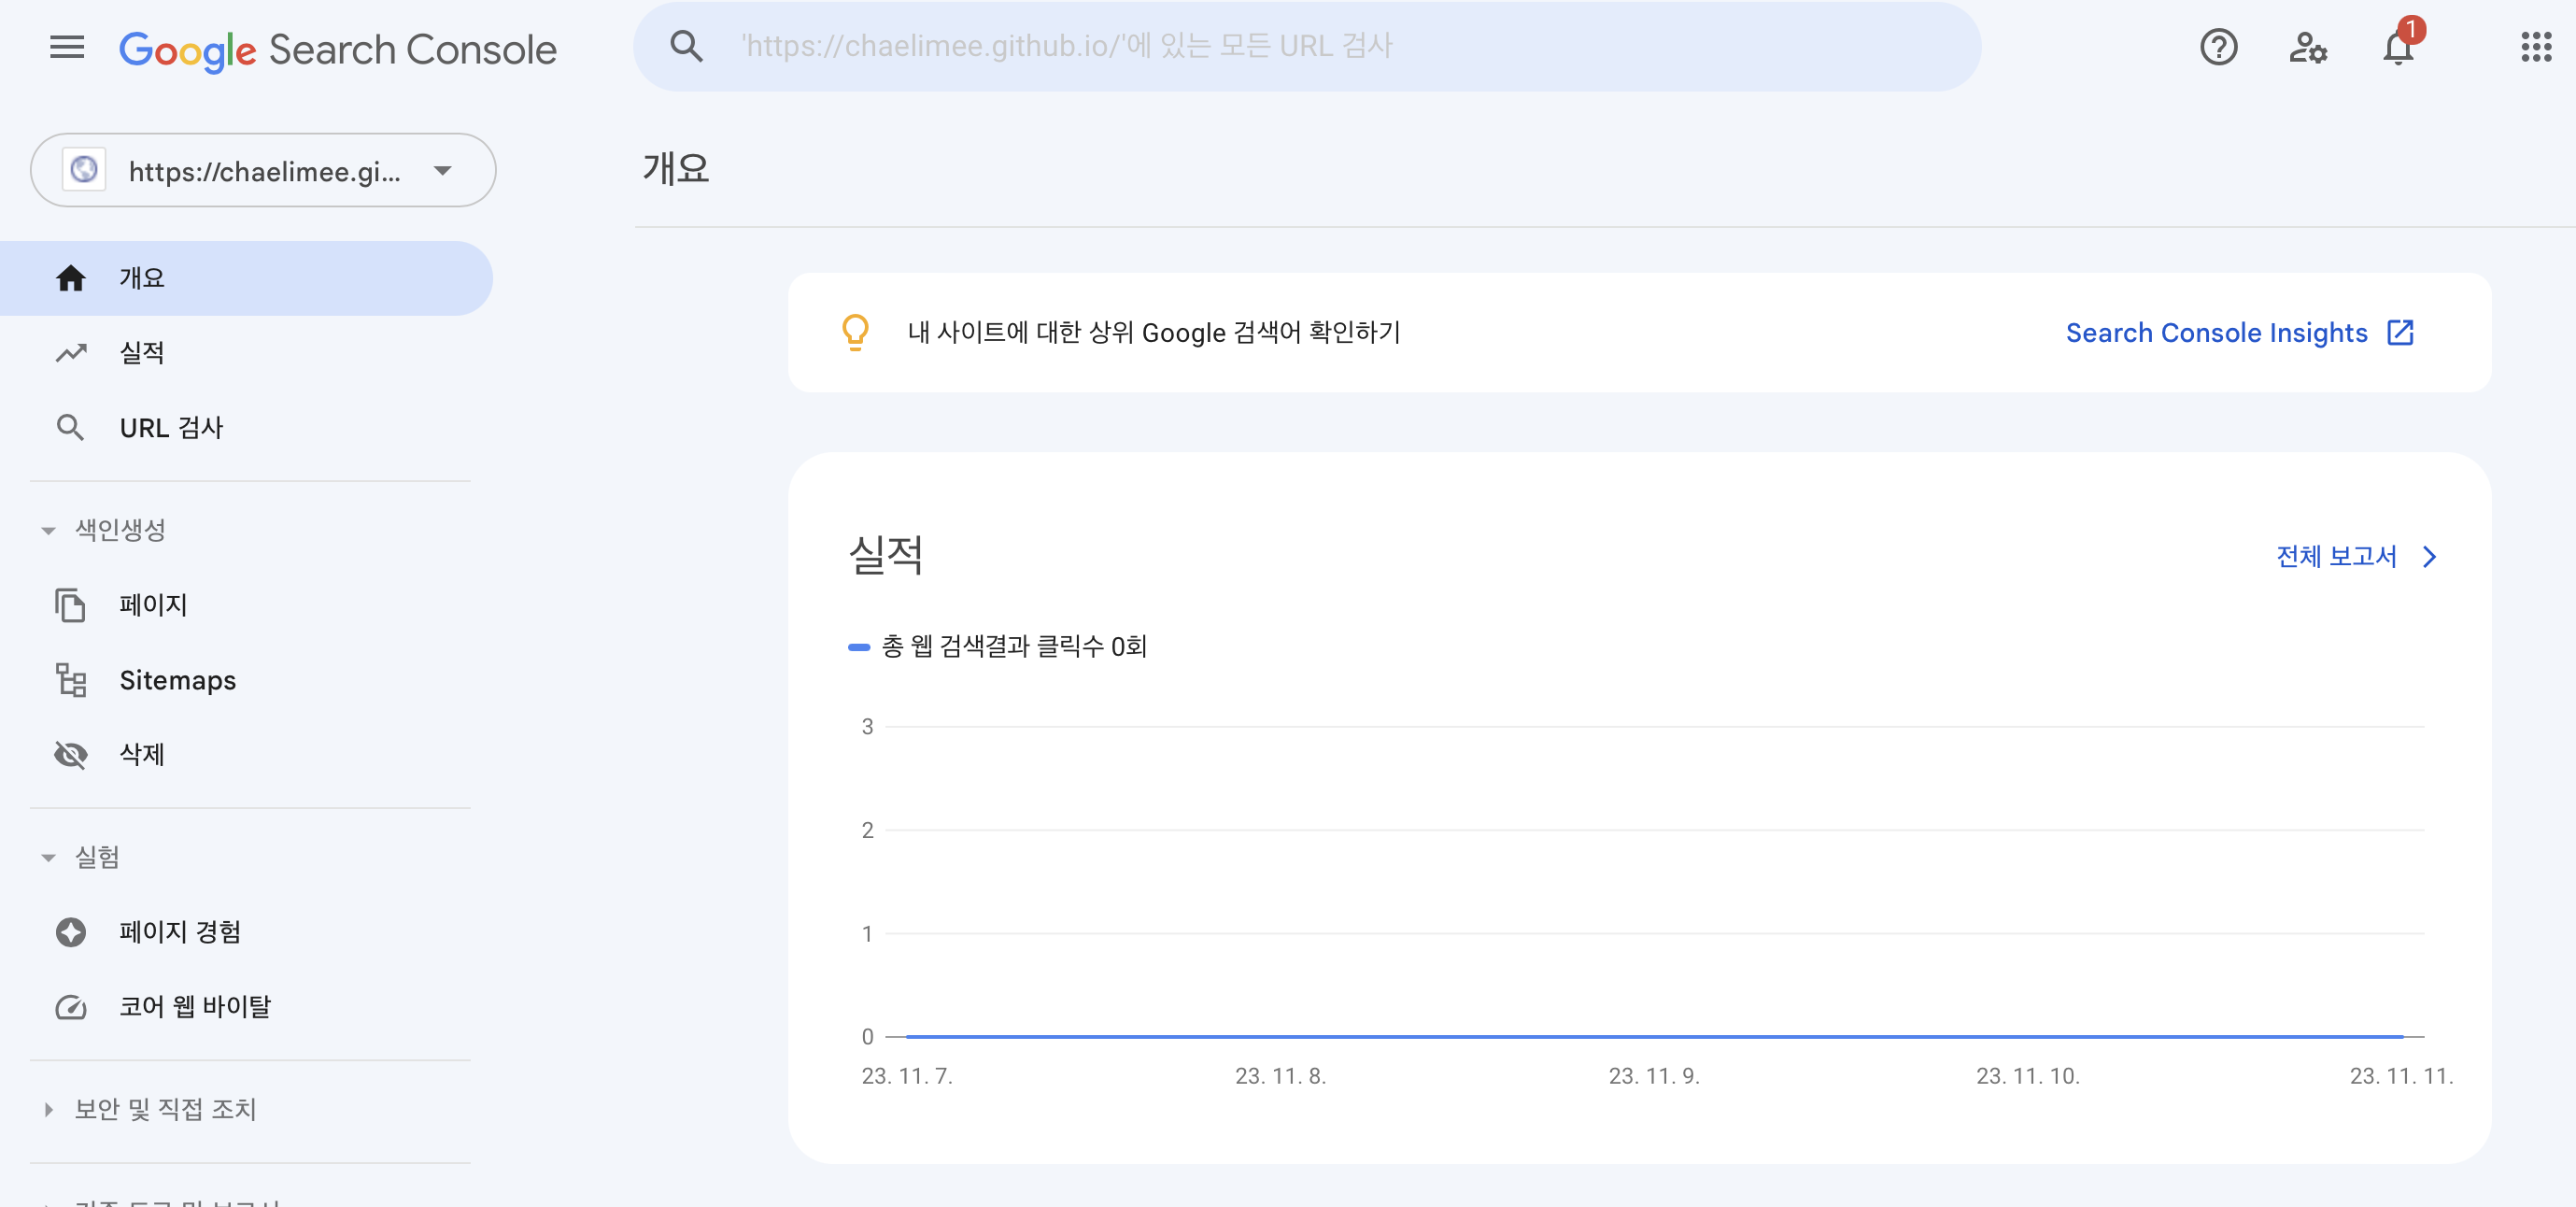 Google Search Console
'https://chaelimee.github.io/'에 있는 모든 URL 검사
1
https://chaelimee.gi...
개요
실적
URL 검사
색인생성
페이지
Sitemaps
삭제
실험
페이지 경험
코어 웹 바이탈
보안 및 직접 조치
개요
내 사이트에 대한 상위 Google 검색어 확인하기
Search Console Insights
실적
전체 보고서
총 웹 검색결과 클릭수 0회
3
2
1
0
23. 11. 7.
23. 11. 8.
23. 11. 9.
23. 11. 10.
23. 11. 11.